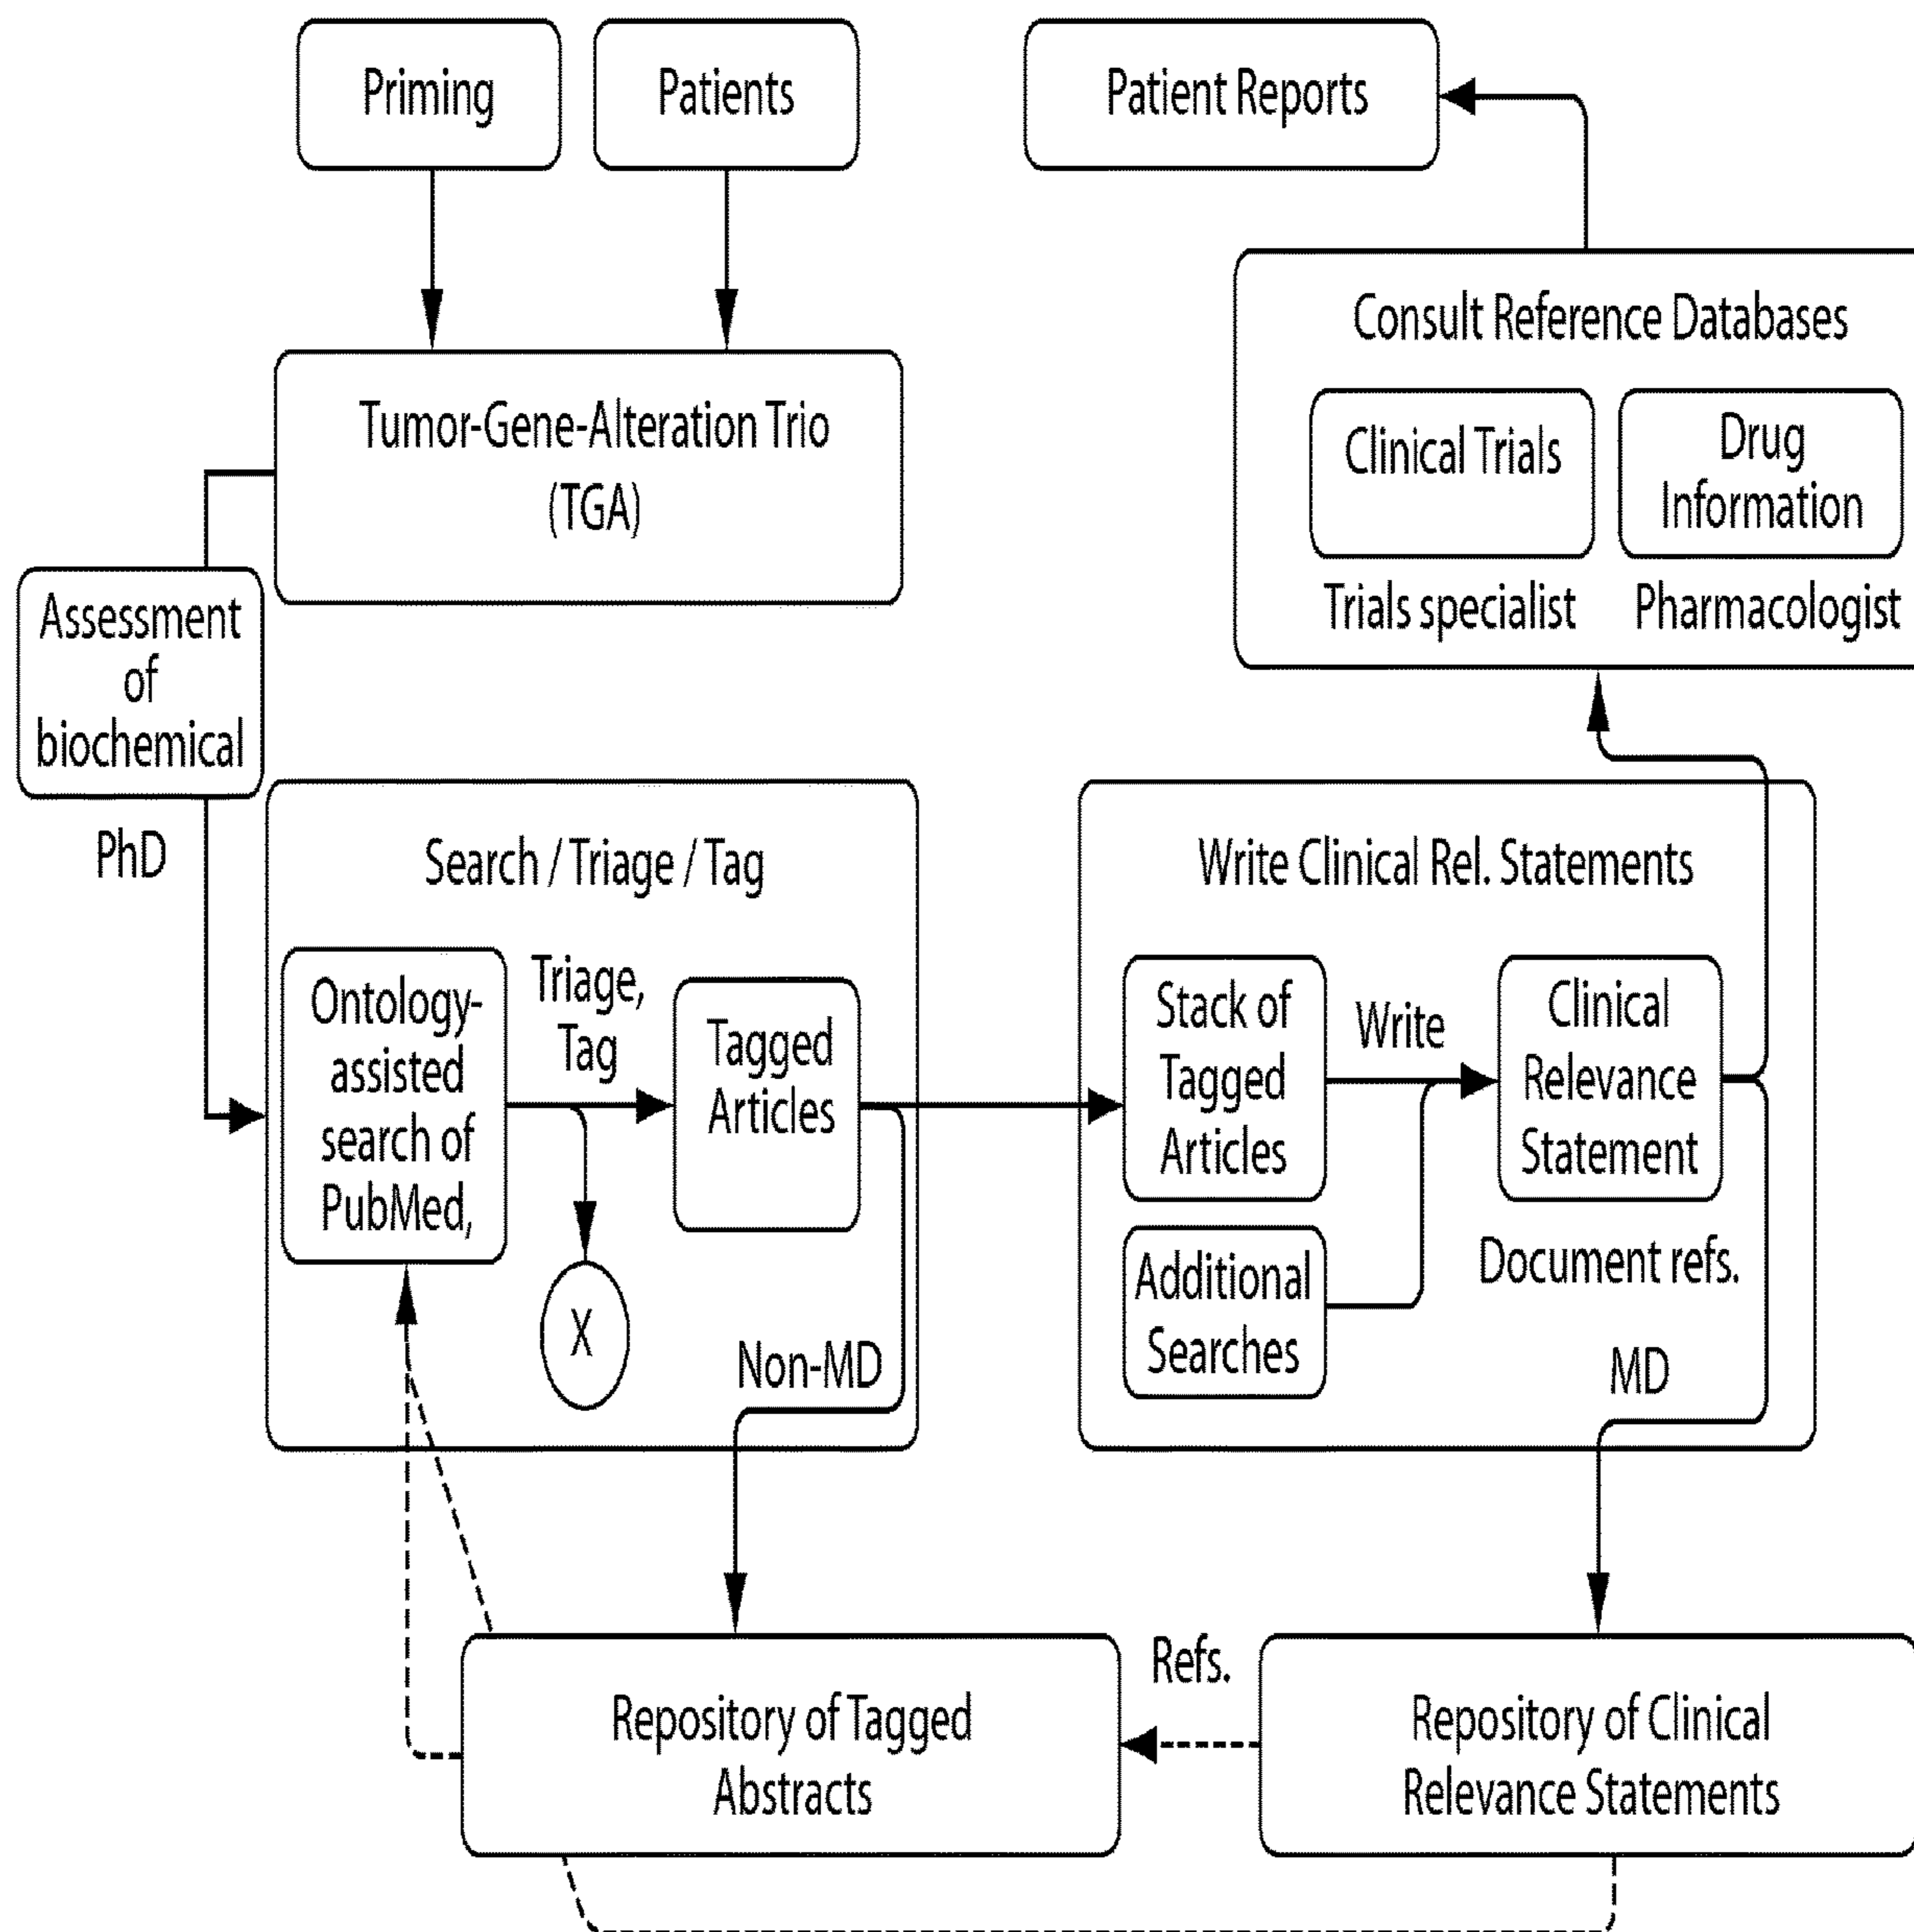 Priming
Patients
Patient Reports
Consult Reference Databases
Clinical Trials
Drug
Information
Trials specialist
Pharmacologist
Tumor-Gene-Alteration Trio
(TGA)
Assessment
of
biochemical
PhD
Search / Triage / Tag
Ontology-
assisted
search of
PubMed,
Triage,
Tag
Tagged
Articles
X
Non-MD
Write Clinical Rel. Statements
Stack of
Tagged
Articles
Write
Clinical
Relevance
Statement
Additional
Searches
Document refs.
MD
Repository of Tagged
Abstracts
Refs.
Repository of Clinical
Relevance Statements